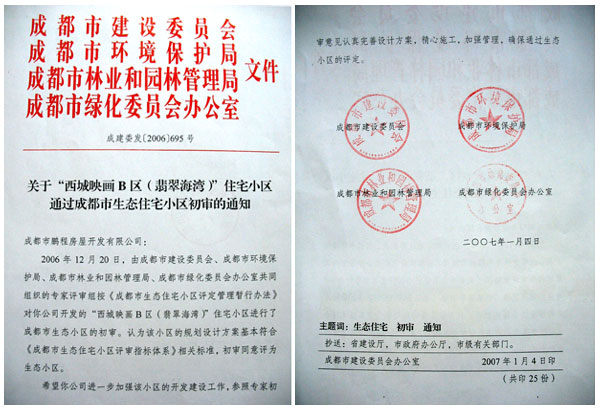 成都市建设委员会
成都市环境保护局
成都市林业和园林管理局
成都市绿化委员会办公室
文件
成建委发[2006]695号
关于“西城映画B区（翡翠海湾）”住宅小区
通过成都市生态住宅小区初审的通知
成都市鹏程房屋开发有限公司：
2006年12月20日，由成都市建设委员会、成都市环境保
护局、成都市林业和园林管理局、成都市绿化委员会办公室共同
组织的专家评审组按《成都市生态住宅小区评定管理暂行办法》
对你公司开发的“西城映画B区（翡翠海湾）”住宅小区进行了
成都市生态小区的初审。认为该小区的规划设计方案基本符合
《成都市生态住宅小区评审指标体系》相关标准，初审同意评为
生态小区。
希望你公司进一步加强该小区的开发建设工作，参照专家初
审意见认真完善设计方案，精心施工，加强管理，确保通过生态
小区的评定。
成都市建设委员会
成都市环境保护局
成都市林业和园林管理局
成都市绿化委员会办公室
二〇〇七年一月四日
主题词：生态住宅 初审 通知
抄送：省建设厅，市政府办公厅，市级有关部门。
成都市建设委员会办公室 2007年1月4日印
（共印25份）